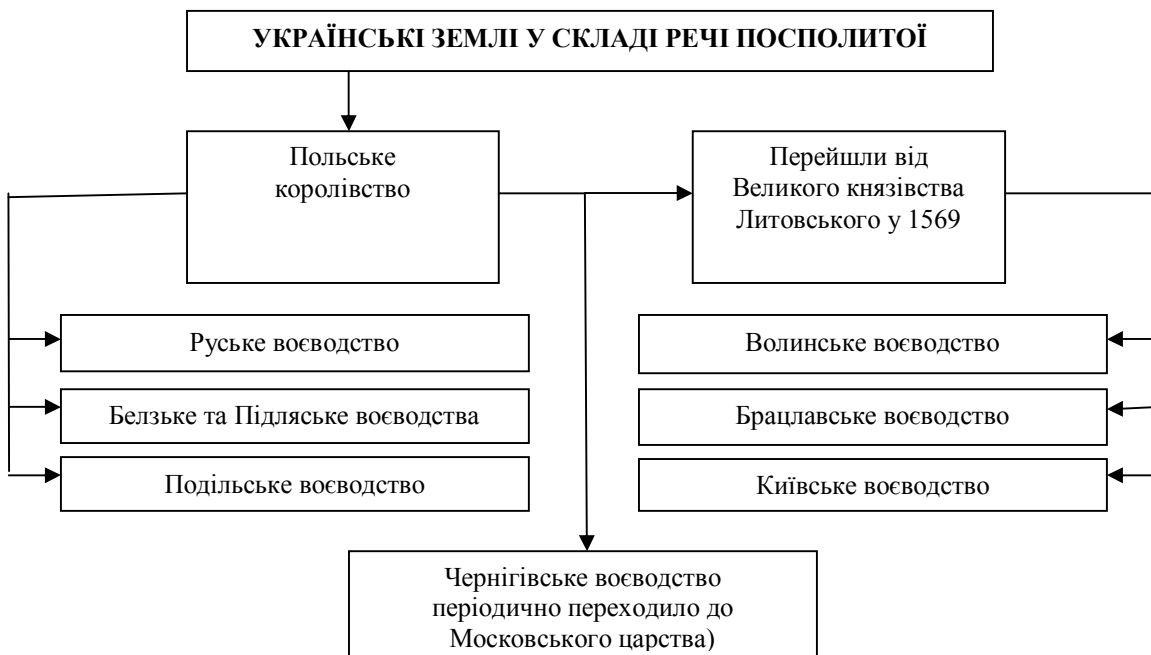 УКРАЇНСЬКІ ЗЕМЛІ У СКЛАДІ РЕЧІ ПОСПОЛИТОЇ
Польське
королівство
Перейшли від
Великого князівства
Литовського у 1569
Руське воєводство
Белзьке та Підляське воєводства
Подільське воєводство
Волинське воєводство
Брацлавське воєводство
Київське воєводство
Чернігівське воєводство
періодично переходило до
Московського царства)